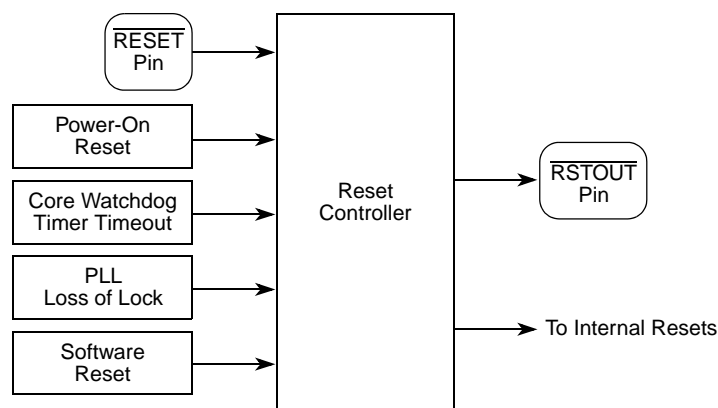 RESET
Pin
Power-On
Reset
Core Watchdog
Timer Timeout
PLL
Loss of Lock
Software
Reset
Reset
Controller
RSTOUT
Pin
To Internal Resets